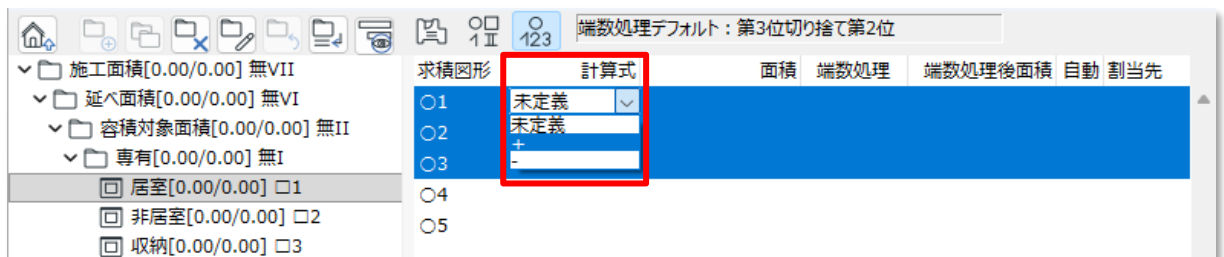 1 II
123
端数処理デフォルト：第3位切り捨て第2位
施工面積[0.00/0.00] 無VII
延べ面積[0.00/0.00] 無VI
容積対象面積[0.00/0.00] 無II
専有[0.00/0.00] 無I
居室[0.00/0.00] □1
非居室[0.00/0.00] □2
収納[0.00/0.00] □3
求積図形 計算式 面積 端数処理 端数処理後面積 自動 割当先
○1 未定義
未定義
○2
+
○3
-
○4
○5